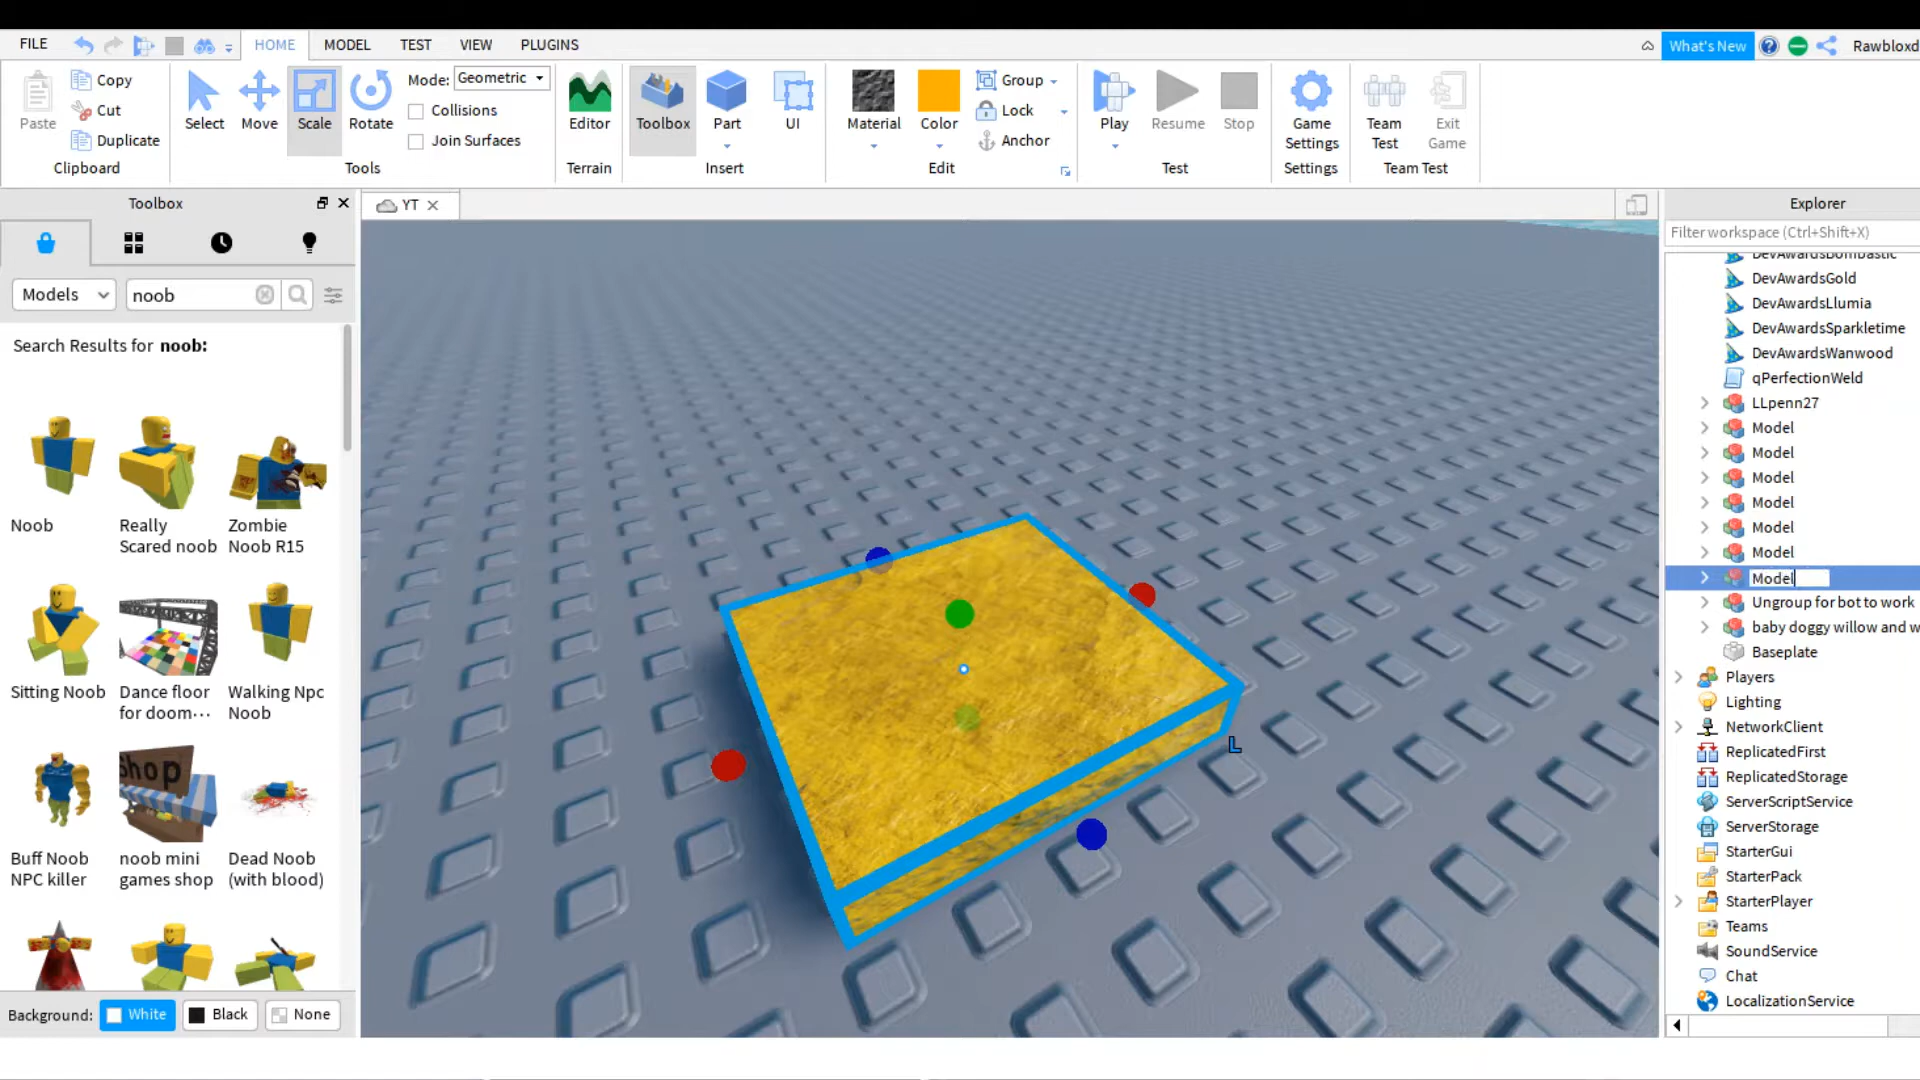 FILE HOME MODEL TEST VIEW PLUGINS What's New Rawbloxd
Paste Copy Cut Duplicate Clipboard
Select Move Scale Rotate Mode: Geometric Collisions Join Surfaces Tools
Editor Terrain
Toolbox Part UI Insert
Material Color Group Lock Anchor Edit
Play Resume Stop Test
Game Settings Settings
Team Test Exit Game Team Test
Toolbox
Models noob
Search Results for noob:
Noob
Really Scared noob
Zombie Noob R15
Sitting Noob
Dance floor for doom···
Walking Npc Noob
Shop
Buff Noob NPC killer
noob mini games shop
Dead Noob (with blood)
Background: White Black None
YT
L
Explorer
Filter workspace (Ctrl+Shift+X)
DevAwardsBombastic
DevAwardsGold
DevAwardsLlumia
DevAwardsSparkletime
DevAwardsWanwood
qPerfectionWeld
LLpenn27
Model
Model
Model
Model
Model
Model
Model
Ungroup for bot to work
baby doggy willow and w
Baseplate
Players
Lighting
NetworkClient
ReplicatedFirst
ReplicatedStorage
ServerScriptService
ServerStorage
StarterGui
StarterPack
StarterPlayer
Teams
SoundService
Chat
LocalizationService